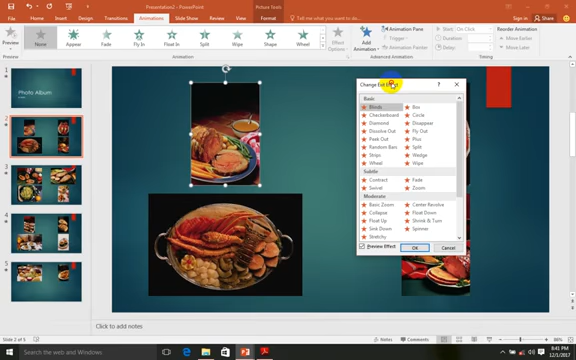 Presentation2 - PowerPoint
Picture Tools
File
Home
Insert
Design
Transitions
Animations
Slide Show
Review
View
Format
Tell me what you want to do...
Sign in
Share
Preview
None
Appear
Fade
Fly In
Float In
Split
Wipe
Shape
Wheel
Effect Options
Add Animation
Animation Pane
Trigger
Animation Painter
Start: On Click
Duration:
Delay:
Reorder Animation
Move Earlier
Move Later
Preview
Animation
Advanced Animation
Timing
1
Photo Album
2
3
4
5
Change Exit Effect
?
Basic
Blinds
Box
Checkerboard
Circle
Diamond
Disappear
Dissolve Out
Fly Out
Peek Out
Plus
Random Bars
Split
Strips
Wedge
Wheel
Wipe
Subtle
Contract
Fade
Swivel
Zoom
Moderate
Basic Zoom
Center Revolve
Collapse
Float Down
Float Up
Shrink & Turn
Sink Down
Spinner
Stretchy
Preview Effect
OK
Cancel
Click to add notes
Slide 2 of 5
Notes
Comments
88%
Search the web and Windows
8:41 PM
12/1/2017